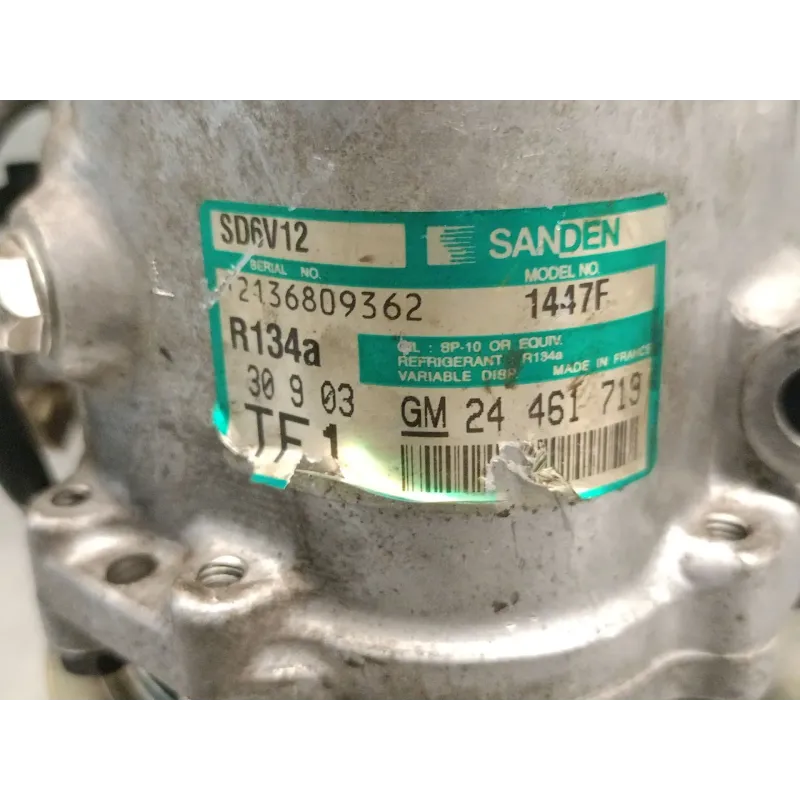 SD6V12
SANDEN
SERIAL NO.
MODEL NO.
2136809362
1447F
R134a
OIL : SP-10 OR EQUIV.
REFRIGERANT : R134a
VARIABLE DISP.
MADE IN FRANCE
30 9 03
GM 24 461 719
TF1